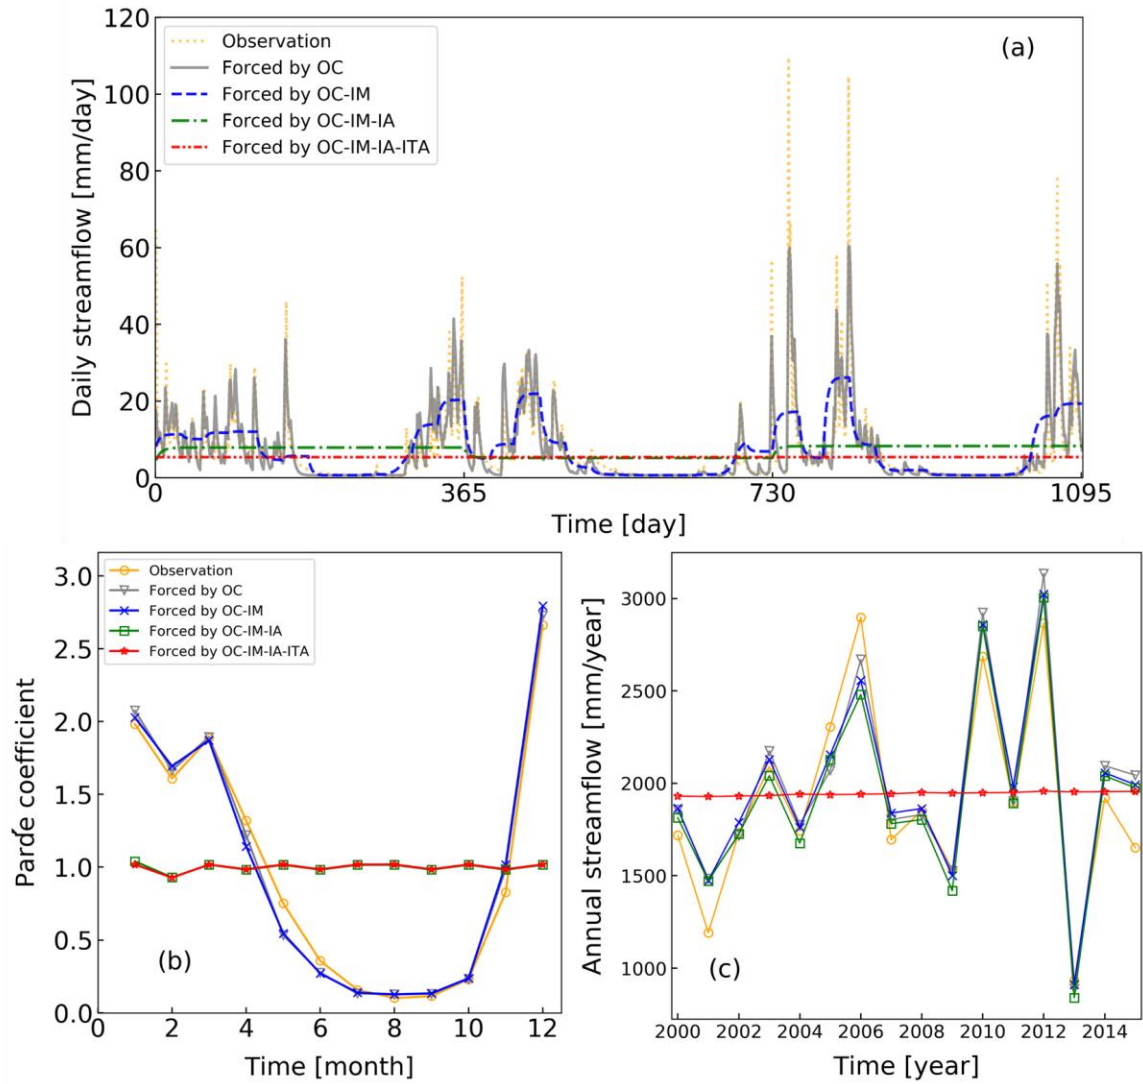 120
100
80
60
40
20
0
Daily streamflow [mm/day]
Observation
Forced by OC
Forced by OC-IM
Forced by OC-IM-IA
Forced by OC-IM-IA-ITA
(a)
0 365 730 1095
Time [day]
3.0
2.5
2.0
1.5
1.0
0.5
0.0
Pardé coefficient
Observation
Forced by OC
Forced by OC-IM
Forced by OC-IM-IA
Forced by OC-IM-IA-ITA
(b)
0 2 4 6 8 10 12
Time [month]
3000
2500
2000
1500
1000
Annual streamflow [mm/year]
(c)
2000 2002 2004 2006 2008 2010 2012 2014
Time [year]